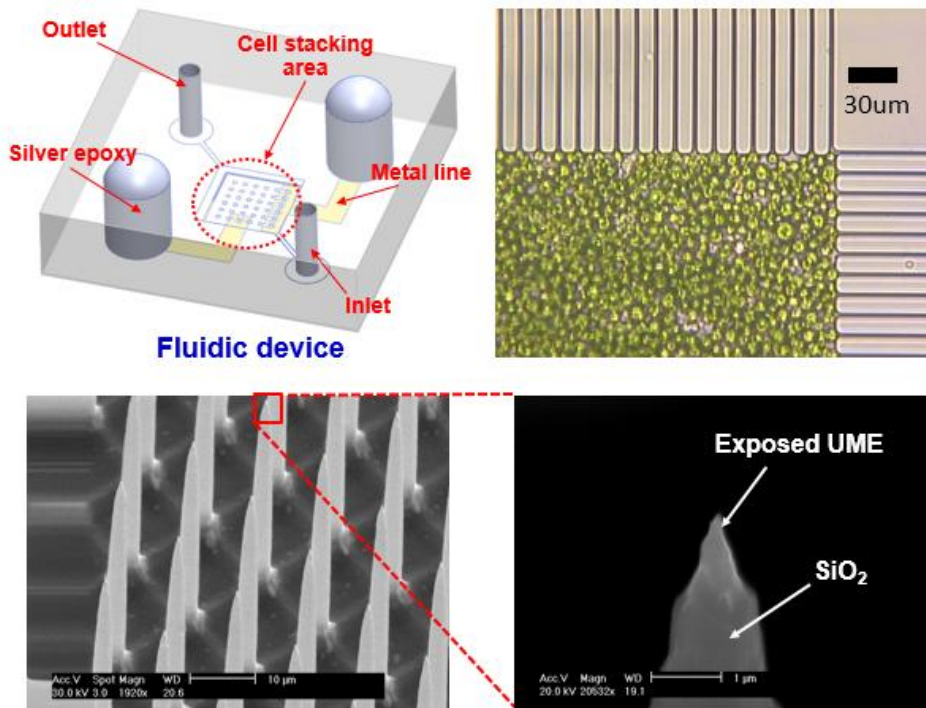 Outlet
Cell stacking
area
Silver epoxy
Metal line
Inlet
Fluidic device
30um
Exposed UME
SiO₂
Acc.V Spot Magn WD 10 µm
30.0 kV 3.0 1920x 20.6
Acc.V Magn WD 1 µm
20.0 kV 20532x 19.1